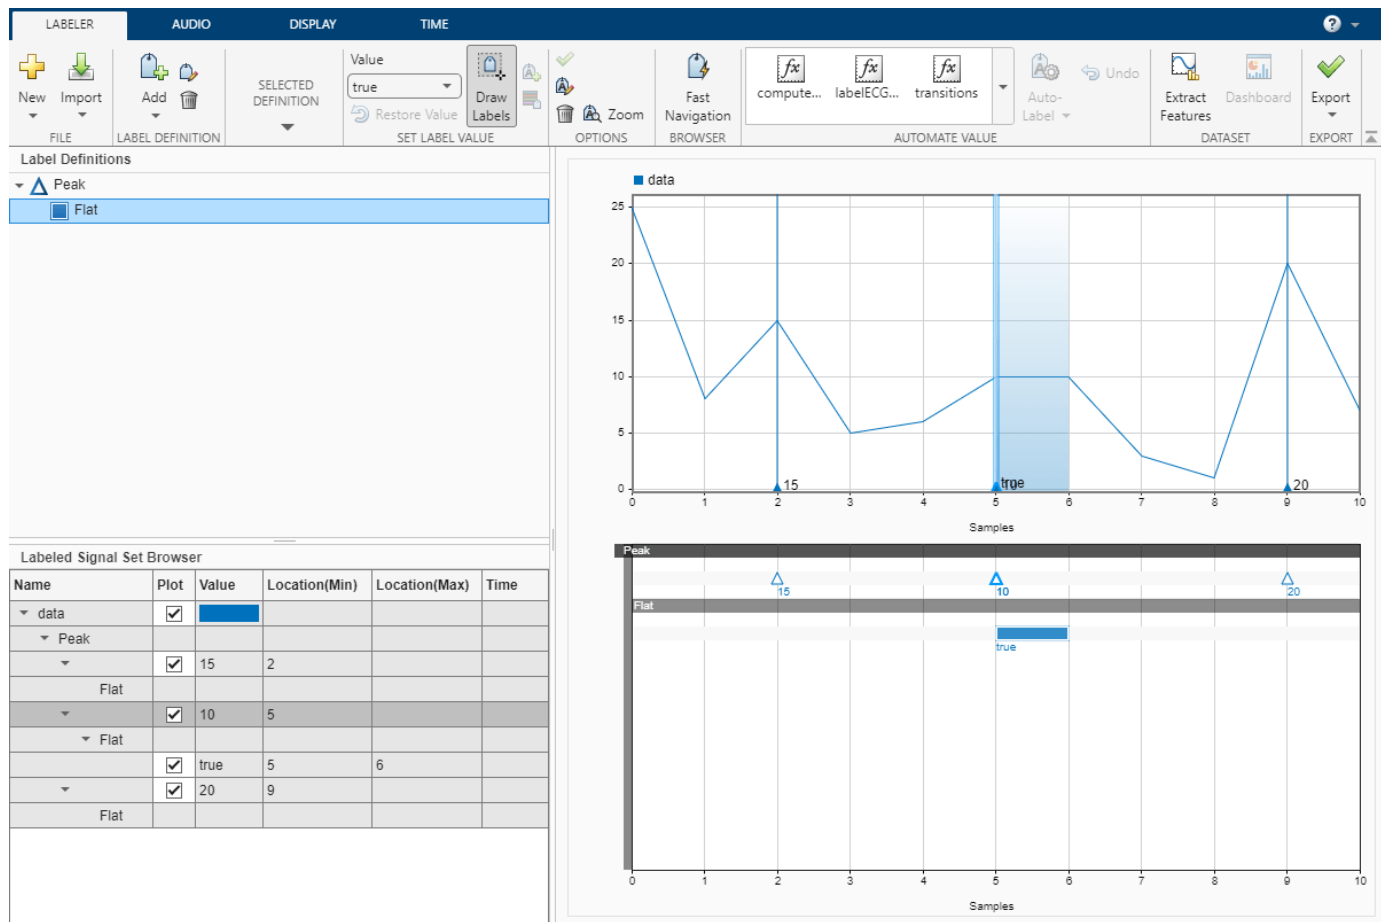 LABELER AUDIO DISPLAY TIME
?
New Import
FILE
Add
LABEL DEFINITION
SELECTED
DEFINITION
Value
true
Restore Value
Draw
Labels
SET LABEL VALUE
Zoom
OPTIONS
Fast
Navigation
BROWSER
fx fx fx
compute... labelECG... transitions
Auto-
Label
Undo
AUTOMATE VALUE
Extract
Features
Dashboard
DATASET
Export
EXPORT
Label Definitions
Peak
Flat
Labeled Signal Set Browser
Name Plot Value Location(Min) Location(Max) Time
data
Peak
15 2
Flat
10 5
Flat
true 5 6
20 9
Flat
data
25
20
15
10
5
0
15 true 20
0 1 2 3 4 5 6 7 8 9 10
Samples
Peak
15 10 20
Flat
true
0 1 2 3 4 5 6 7 8 9 10
Samples